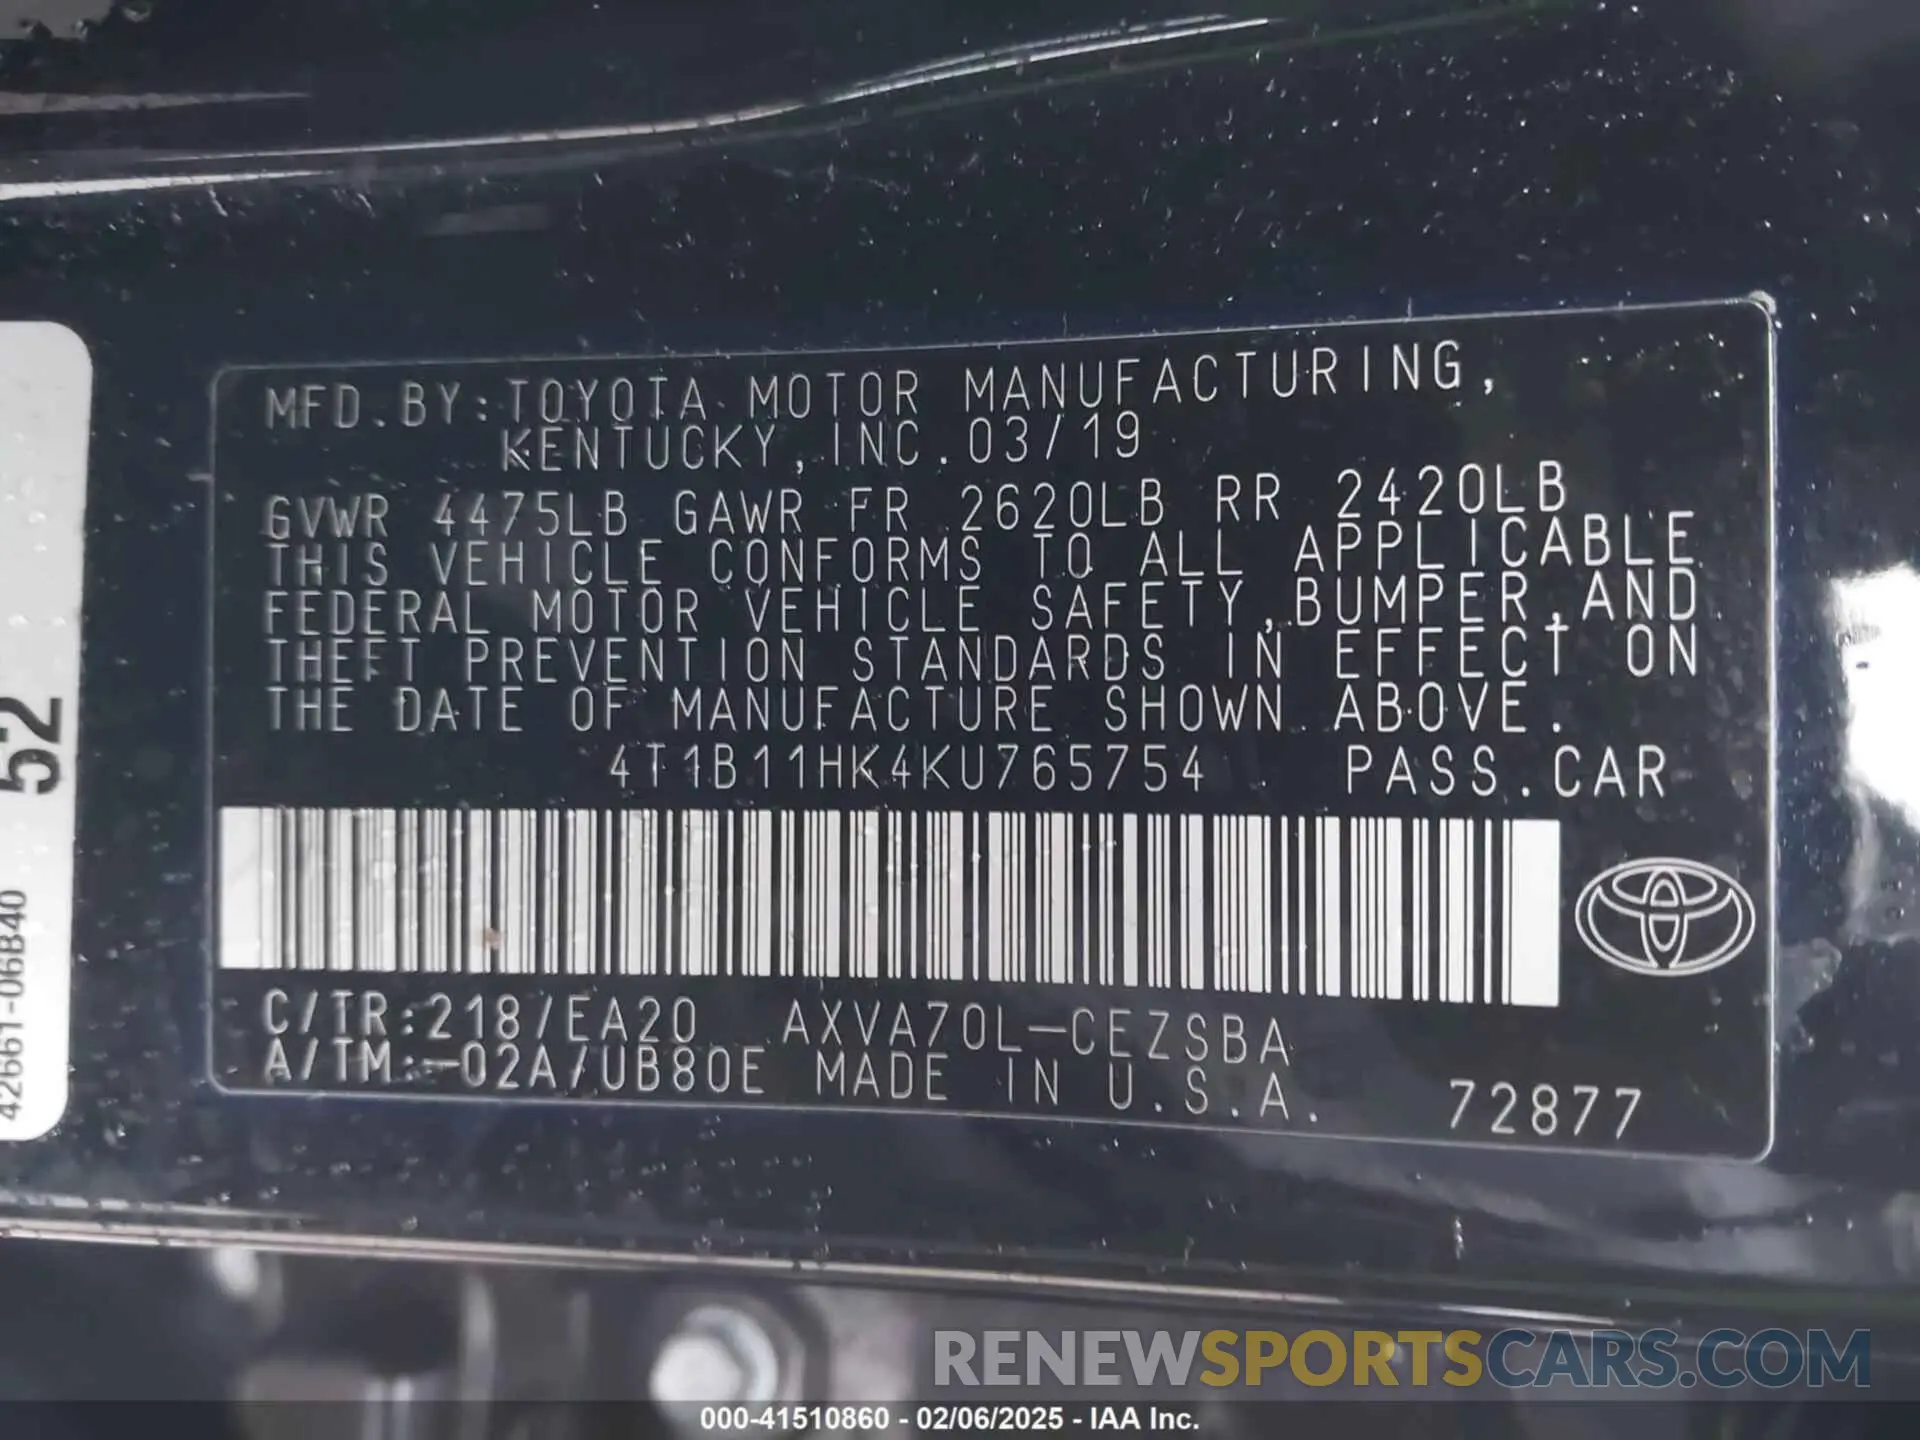 MFD.BY:TOYOTA MOTOR MANUFACTURING,
KENTUCKY,INC.03/19
GVWR 4475LB GAWR FR 2620LB RR 2420LB
THIS VEHICLE CONFORMS TO ALL APPLICABLE
FEDERAL MOTOR VEHICLE SAFETY,BUMPER,AND
THEFT PREVENTION STANDARDS IN EFFECT ON
THE DATE OF MANUFACTURE SHOWN ABOVE.
4T1B11HK4KU765754 PASS.CAR
C/TR:218/EA20 AXVA70L-CEZSBA
A/TM:-02A/UB80E MADE IN U.S.A.
72877
52
42661-06B40
RENEWSPORTSCARS.COM
000-41510860 - 02/06/2025 - IAA Inc.